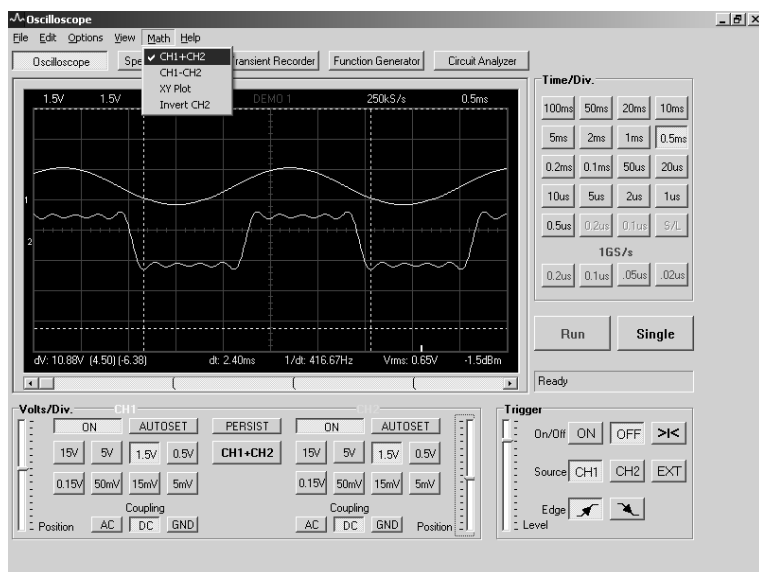 Oscilloscope
File Edit Options View Math Help
CH1+CH2
CH1-CH2
XY Plot
Invert CH2
Oscilloscope Function Generator Circuit Analyzer
1.5V 1.5V DEMO 1 250kS/s 0.5ms
1
2
dV: 10.88V (4.50) (-6.38) dt: 2.40ms 1/dt: 416.67Hz Vrms: 0.65V -1.5dBm
Time/Div.
100ms 50ms 20ms 10ms
5ms 2ms 1ms 0.5ms
0.2ms 0.1ms 50us 20us
10us 5us 2us 1us
0.5us 0.2us 0.1us S/L
1GS/s
0.2us 0.1us .05us .02us
Run Single
Ready
Volts/Div. CH1 CH2
ON AUTOSET PERSIST ON AUTOSET
15V 5V 1.5V 0.5V CH1+CH2 15V 5V 1.5V 0.5V
0.15V 50mV 15mV 5mV 0.15V 50mV 15mV 5mV
Coupling Coupling
Position AC DC GND AC DC GND Position
Trigger
On/Off ON OFF >|<
Source CH1 CH2 EXT
Edge
Level